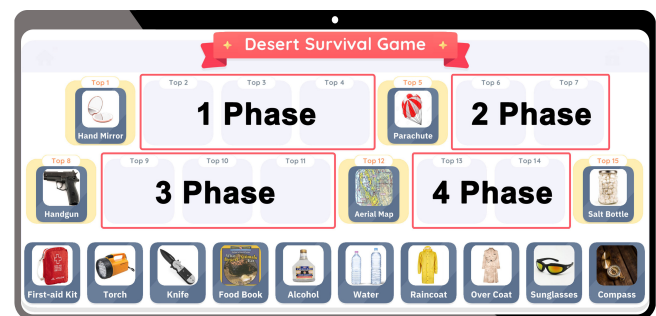 Desert Survival Game
Top 1
Top 2
Top 3
Top 4
Top 5
Top 6
Top 7
1 Phase
2 Phase
Hand Mirror
Parachute
Top 8
Top 9
Top 10
Top 11
Top 12
Top 13
Top 14
Top 15
3 Phase
4 Phase
Handgun
Aerial Map
Salt Bottle
First-aid Kit
Torch
Knife
Food Book
Alcohol
Water
Raincoat
Over Coat
Sunglasses
Compass